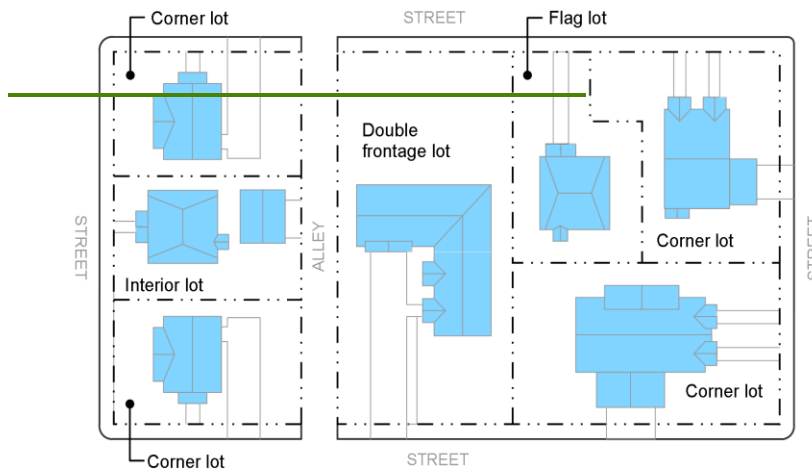 Corner lot
STREET
Flag lot
Double
frontage lot
STREET
ALLEY
Corner lot
STREET
Interior lot
Corner lot
Corner lot
STREET